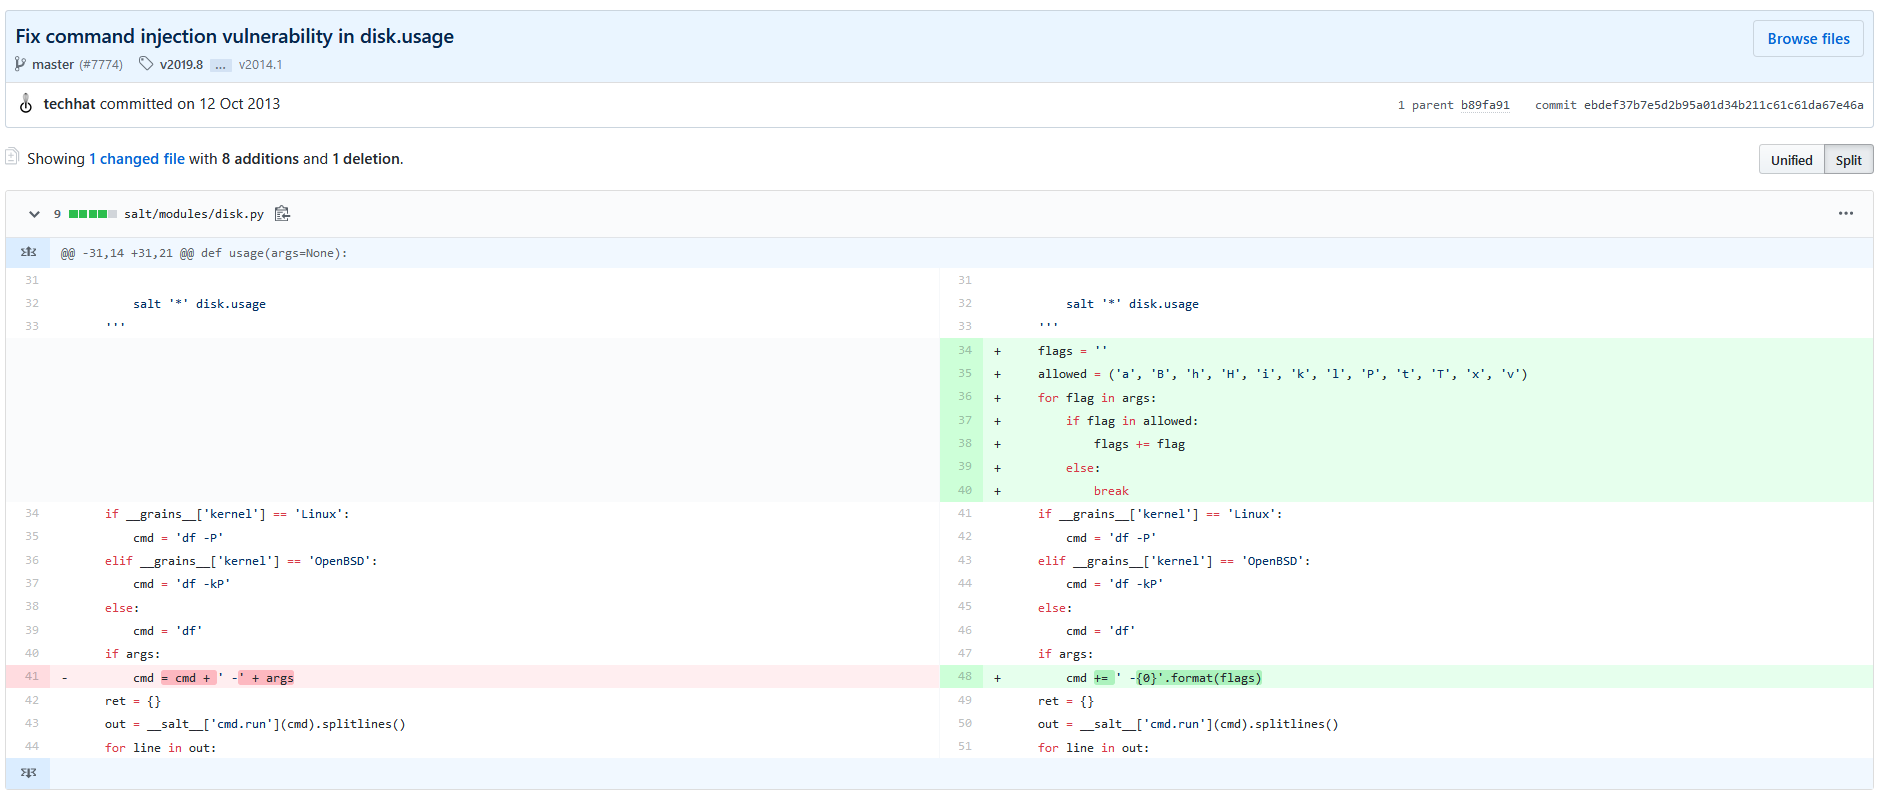 Fix command injection vulnerability in disk.usage
Browse files
master (#7774) v2019.8 ... v2014.1
techhat committed on 12 Oct 2013
1 parent b89fa91 commit ebdef37b7e5d2b95a01d34b211c61c61da67e46a
Showing 1 changed file with 8 additions and 1 deletion.
Unified Split
9 salt/modules/disk.py
@@ -31,14 +31,21 @@ def usage(args=None):
31 31
32 salt '*' disk.usage 32 salt '*' disk.usage
33 ''' 33 '''
34 + flags = ''
35 + allowed = ('a', 'B', 'h', 'H', 'i', 'k', 'l', 'P', 't', 'T', 'x', 'v')
36 + for flag in args:
37 + if flag in allowed:
38 + flags += flag
39 + else:
40 + break
34 if __grains__['kernel'] == 'Linux': 41 if __grains__['kernel'] == 'Linux':
35 cmd = 'df -P' 42 cmd = 'df -P'
36 elif __grains__['kernel'] == 'OpenBSD': 43 elif __grains__['kernel'] == 'OpenBSD':
37 cmd = 'df -kP' 44 cmd = 'df -kP'
38 else: 45 else:
39 cmd = 'df' 46 cmd = 'df'
40 if args: 47 if args:
41 - cmd = cmd + ' -' + args 48 + cmd += ' -{0}'.format(flags)
42 ret = {} 49 ret = {}
43 out = __salt__['cmd.run'](cmd).splitlines() 50 out = __salt__['cmd.run'](cmd).splitlines()
44 for line in out: 51 for line in out: